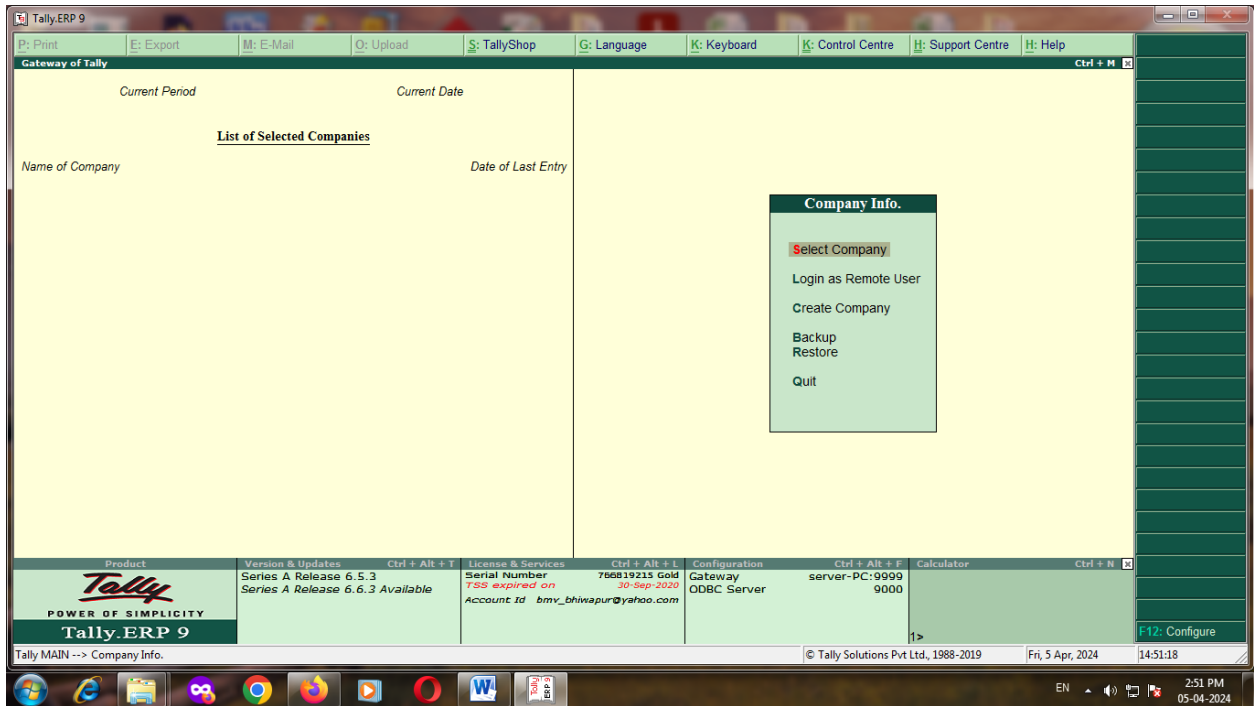 Tally.ERP 9
P: Print E: Export M: E-Mail O: Upload S: TallyShop G: Language K: Keyboard K: Control Centre H: Support Centre H: Help
Gateway of Tally Ctrl + M
Current Period Current Date
List of Selected Companies
Name of Company Date of Last Entry
Company Info.
Select Company
Login as Remote User
Create Company
Backup
Restore
Quit
Product Version & Updates Ctrl + Alt + T License & Services Ctrl + Alt + L Configuration Ctrl + Alt + F Calculator Ctrl + N
Tally
POWER OF SIMPLICITY
Tally.ERP 9
Series A Release 6.5.3
Series A Release 6.6.3 Available
Serial Number 766819215 Gold
TSS expired on 30-Sep-2020
Account Id bmv_bhiwapur@yahoo.com
Gateway server-PC:9999
ODBC Server 9000
1>
F12: Configure
Tally MAIN --> Company Info. © Tally Solutions Pvt Ltd., 1988-2019 Fri, 5 Apr, 2024 14:51:18
EN 2:51 PM
05-04-2024